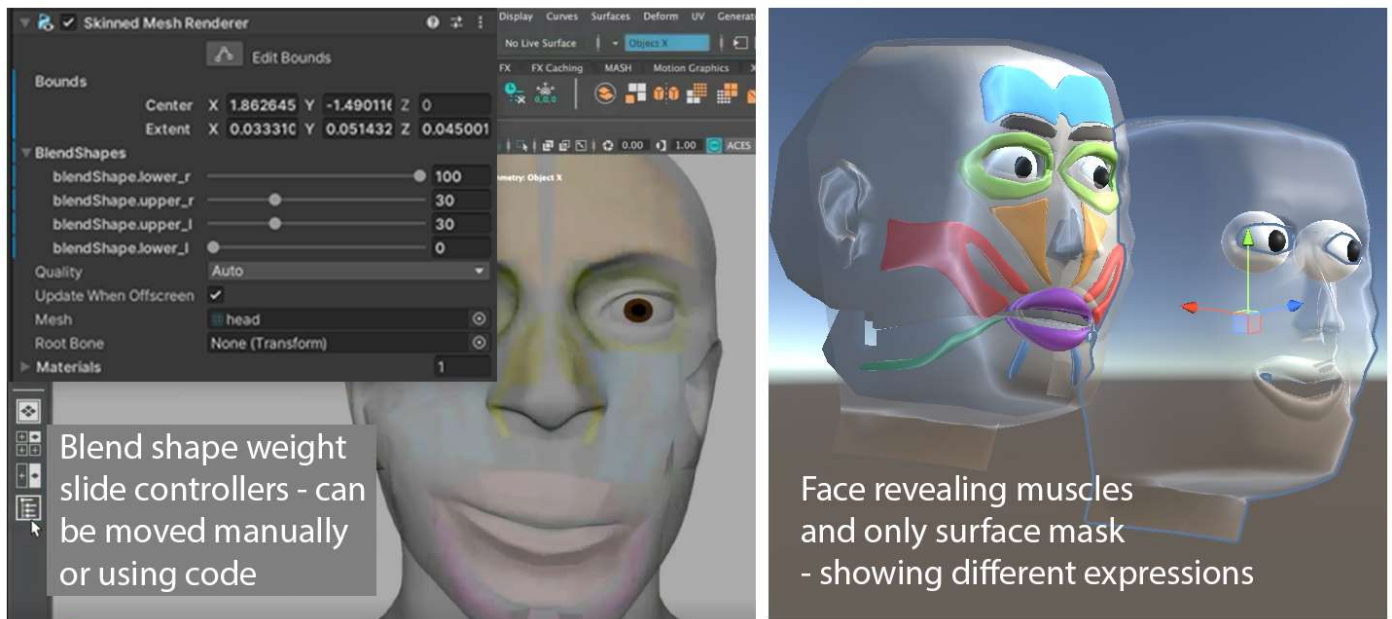 Skinned Mesh Renderer
Edit Bounds
Bounds
Center X 1.862645 Y -1.490116 Z 0
Extent X 0.033310 Y 0.051432 Z 0.045001
BlendShapes
blendShape.lower_r 100
blendShape.upper_r 30
blendShape.upper_l 30
blendShape.lower_l 0
Quality Auto
Update When Offscreen
Mesh head
Root Bone None (Transform)
Materials 1
Display Curves Surfaces Deform UV Generat
No Live Surface Object X
FX FX Caching MASH Motion Graphics
0.00 1.00 ACES
mmetry: Object X
Blend shape weight
slide controllers - can
be moved manually
or using code
Face revealing muscles
and only surface mask
- showing different expressions